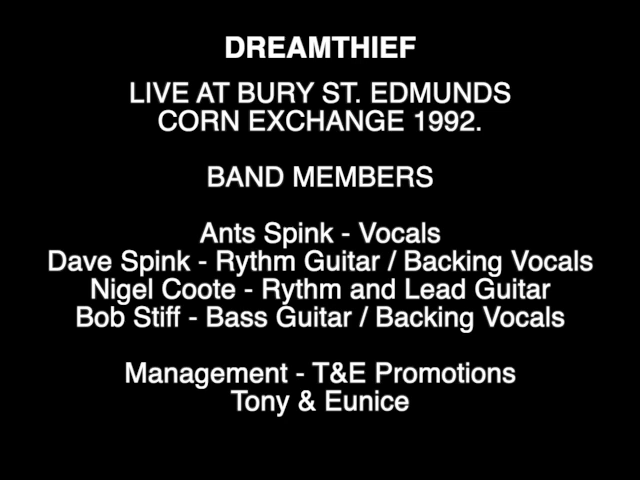 DREAMTHIEF
LIVE AT BURY ST. EDMUNDS
CORN EXCHANGE 1992.
BAND MEMBERS
Ants Spink - Vocals
Dave Spink - Rythm Guitar / Backing Vocals
Nigel Coote - Rythm and Lead Guitar
Bob Stiff - Bass Guitar / Backing Vocals
Management - T&E Promotions
Tony & Eunice